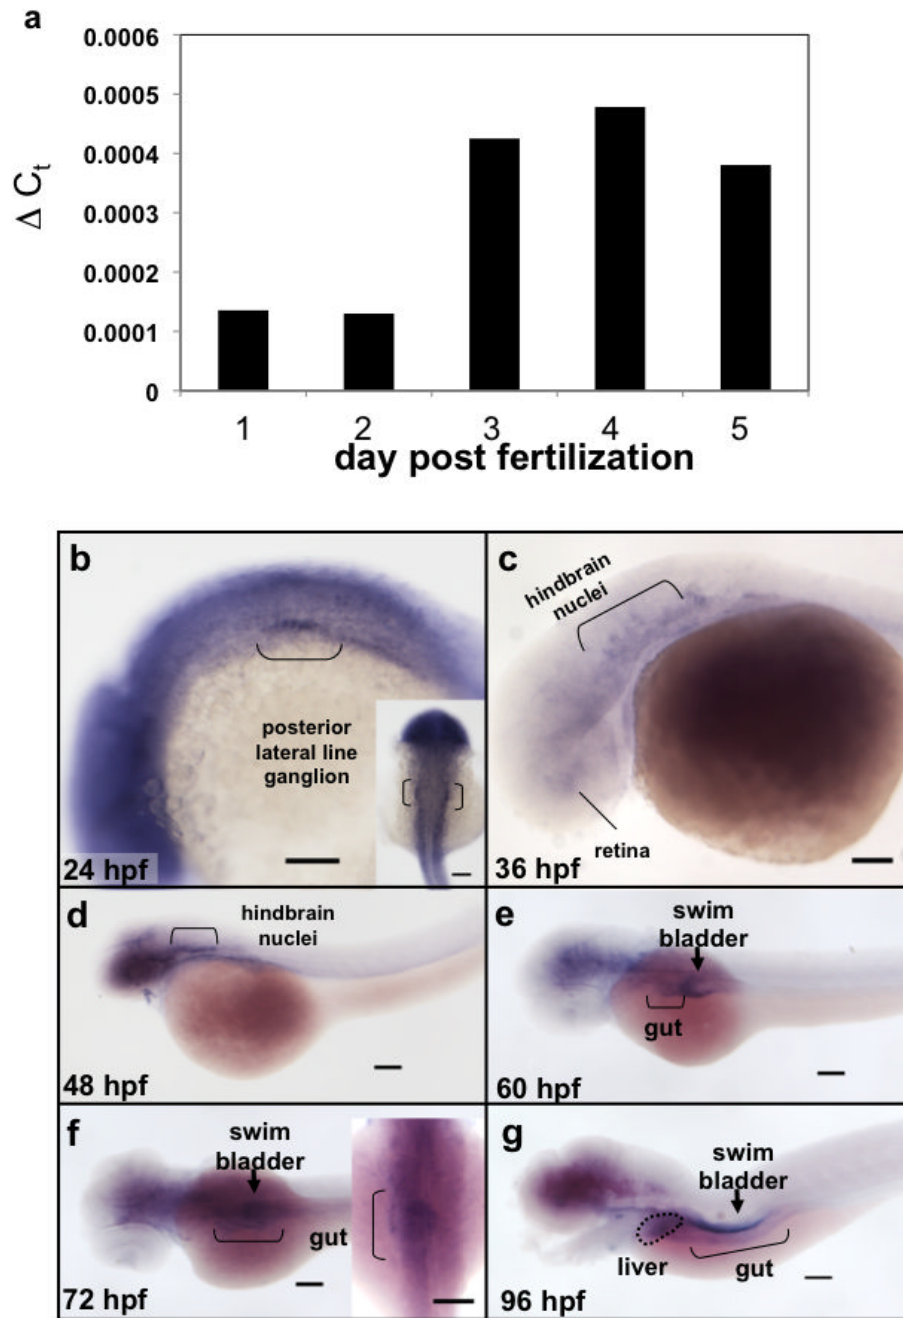 a
0.0006
0.0005
0.0004
0.0003
0.0002
0.0001
0
Δ Ct
1 2 3 4 5
day post fertilization
b
posterior
lateral line
ganglion
24 hpf
c
hindbrain
nuclei
retina
36 hpf
d
hindbrain
nuclei
48 hpf
e
swim
bladder
gut
60 hpf
f
swim
bladder
gut
72 hpf
g
swim
bladder
liver
gut
96 hpf